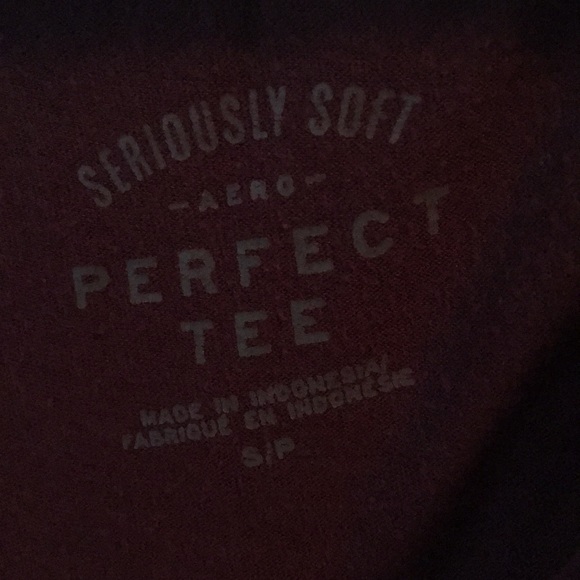 SERIOUSLY SOFT
-AERO-
PERFECT
TEE
MADE IN INDONESIA/
FABRIQUÉ EN INDONÉSIE
S/P